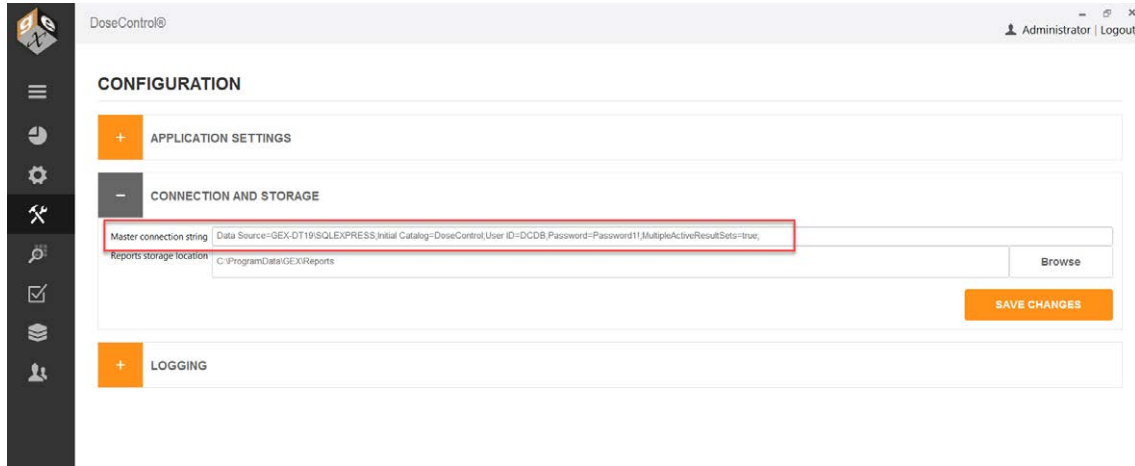 gex
DoseControl®
Administrator | Logout
CONFIGURATION
+ APPLICATION SETTINGS
− CONNECTION AND STORAGE
Master connection string Data Source=GEX-DT19\SQLEXPRESS;Initial Catalog=DoseControl;User ID=DCDB;Password=Password1!;MultipleActiveResultSets=true;
Reports storage location C:\ProgramData\GEX\Reports Browse
SAVE CHANGES
+ LOGGING